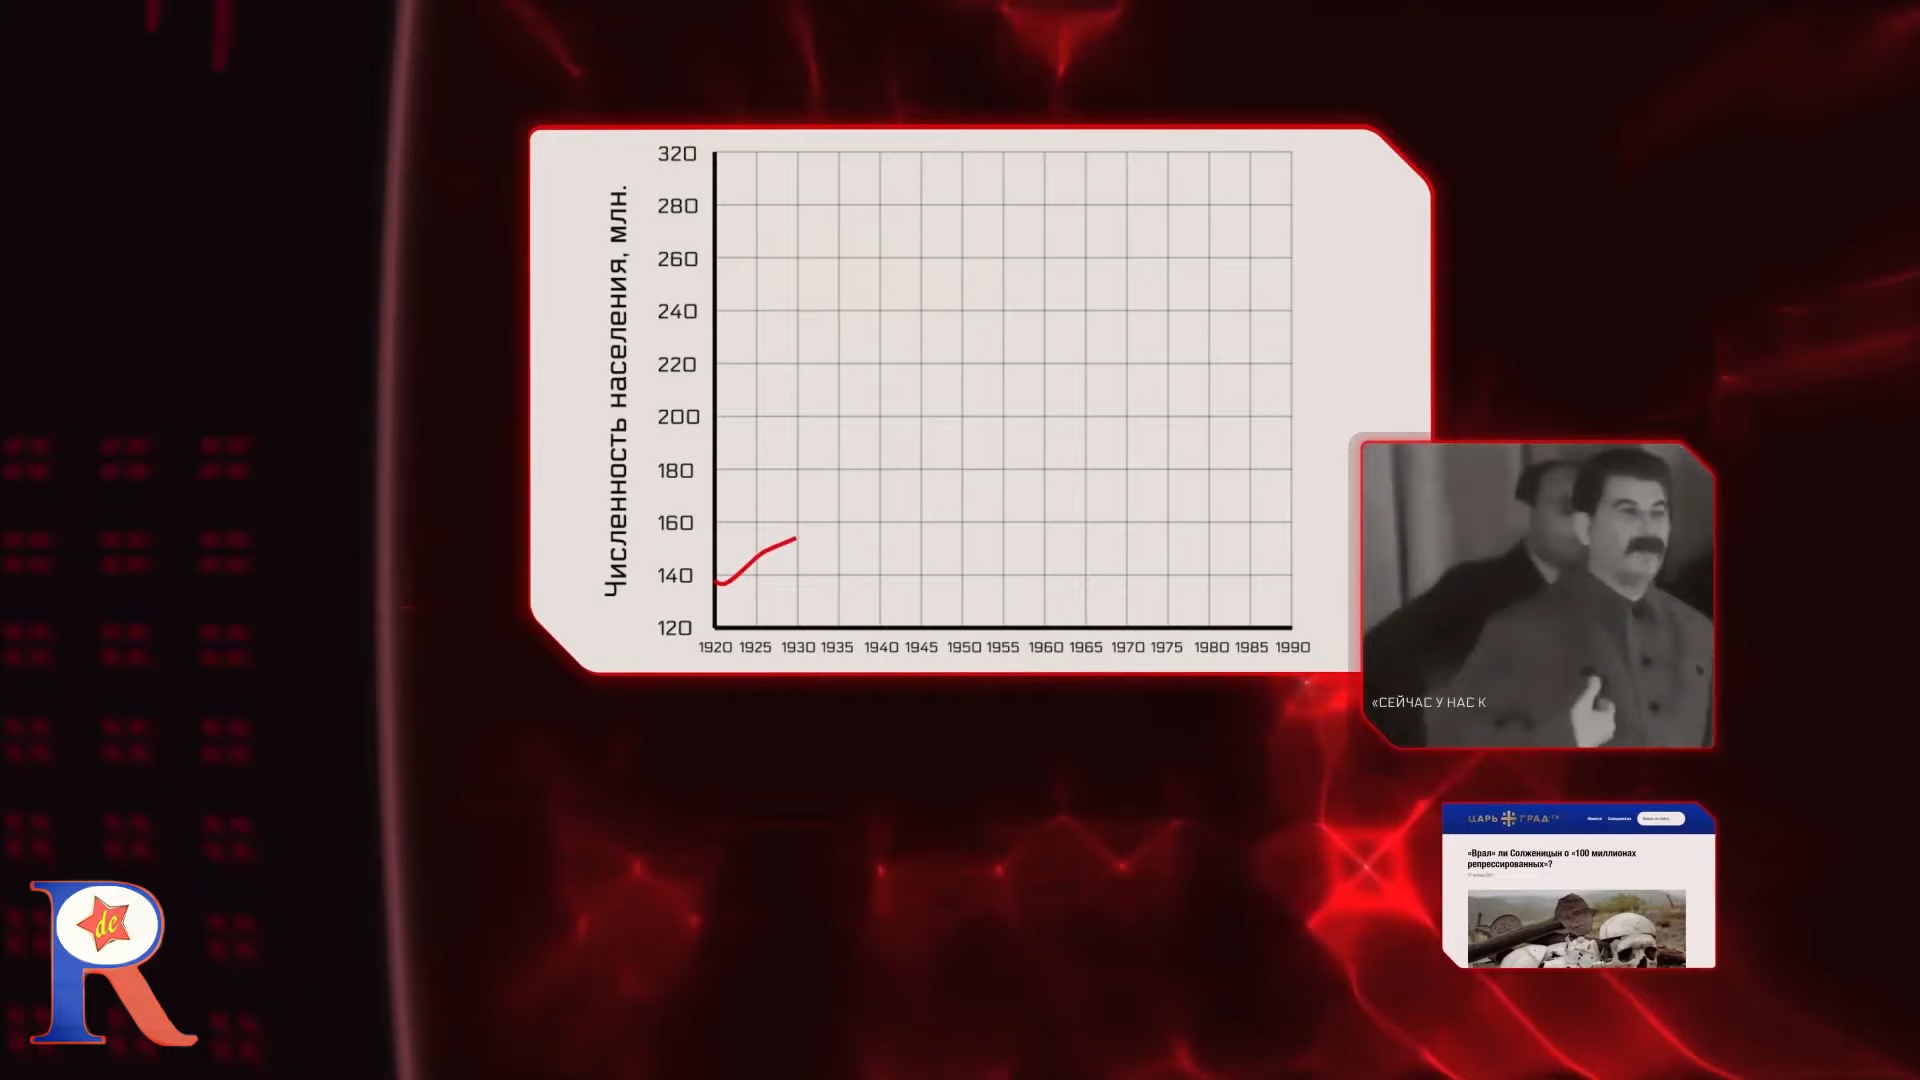 Численность населения, млн.
320
280
260
240
220
200
180
160
140
120
1920 1925 1930 1935 1940 1945 1950 1955 1960 1965 1970 1975 1980 1985 1990
«СЕЙЧАС У НАС К
ЦАРЬ ГРАД ТV
«Врал» ли Солженицын о «100 миллионах
репрессированных»?
de
R